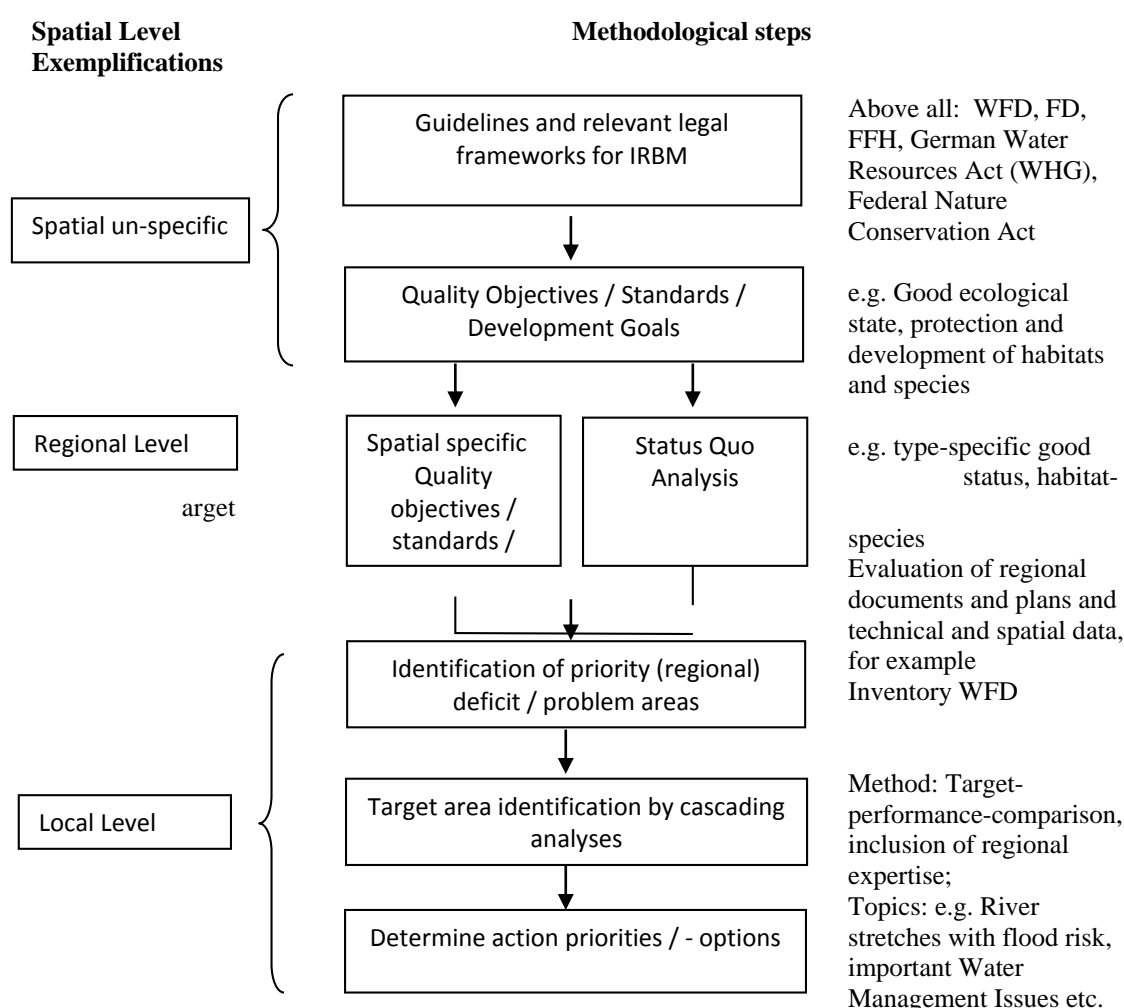 Spatial Level
Exemplifications
Methodological steps
Guidelines and relevant legal
frameworks for IRBM
Above all: WFD, FD,
FFH, German Water
Resources Act (WHG),
Federal Nature
Conservation Act
Spatial un-specific
Quality Objectives / Standards /
Development Goals
e.g. Good ecological
state, protection and
development of habitats
and species
Regional Level
arget
Spatial specific
Quality
objectives /
standards /
Status Quo
Analysis
e.g. type-specific good
status, habitat-
species
Evaluation of regional
documents and plans and
technical and spatial data,
for example
Inventory WFD
Identification of priority (regional)
deficit / problem areas
Local Level
Target area identification by cascading
analyses
Determine action priorities / - options
Method: Target-
performance-comparison,
inclusion of regional
expertise;
Topics: e.g. River
stretches with flood risk,
important Water
Management Issues etc.